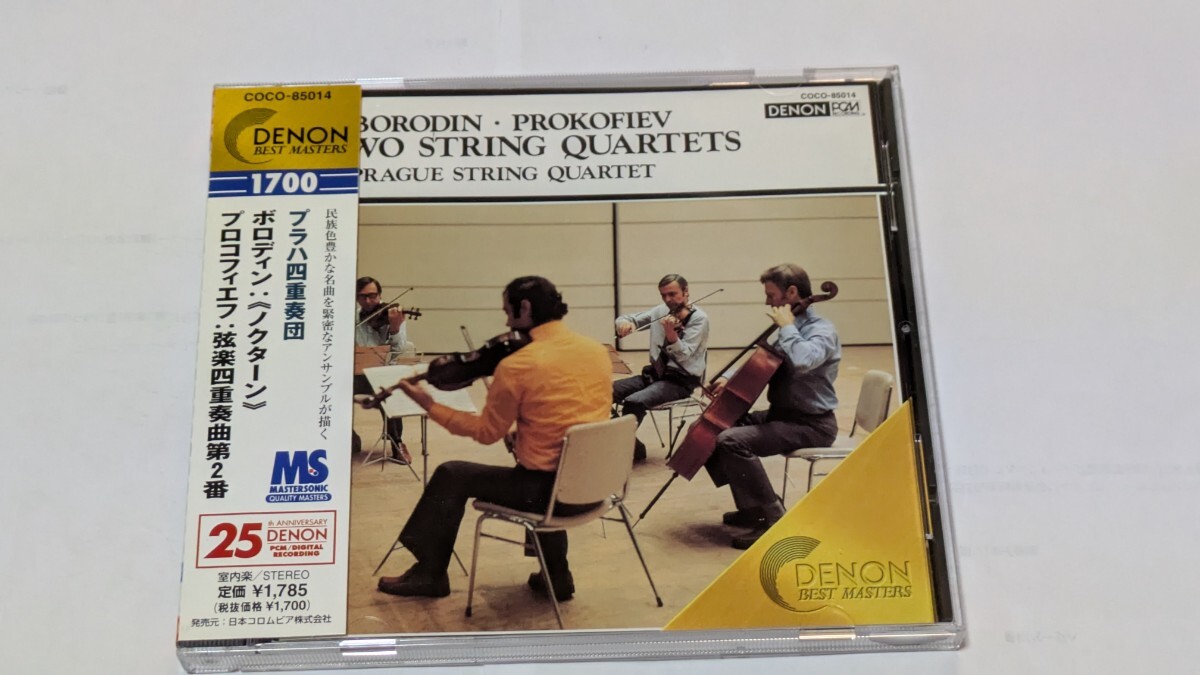 COCO-85014
DENON
BEST MASTERS
1700
民族色豊かな名曲を緊密なアンサンブルが描く
プラハ四重奏団
ボロディン:《ノクターン》
プロコフィエフ:弦楽四重奏曲第2番
MS
MASTERSONIC
QUALITY MASTERS
25
th ANNIVERSARY
DENON
PCM/DIGITAL
RECORDING
室内楽/STEREO
定価 ¥1,785
(税抜価格 ¥1,700)
発売元:日本コロムビア株式会社
COCO-85014
DENON PCM
BORODIN · PROKOFIEV
WO STRING QUARTETS
PRAGUE STRING QUARTET
DENON
BEST MASTERS